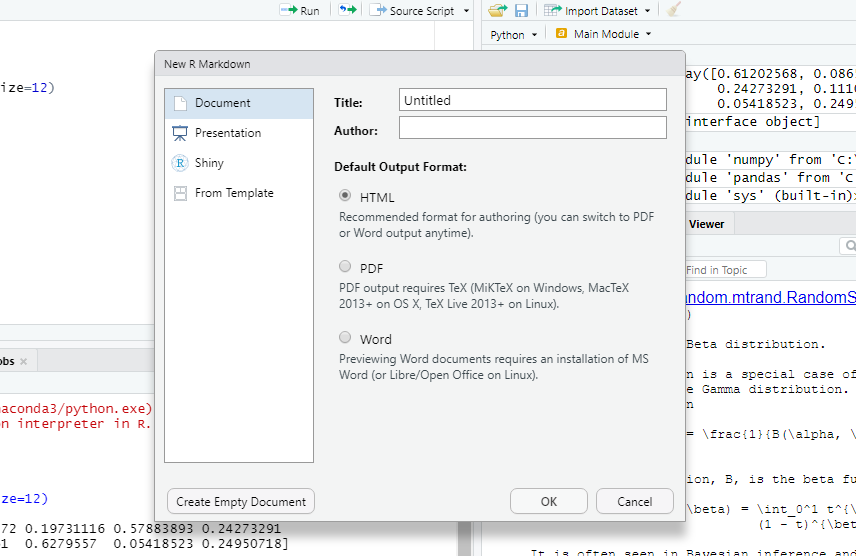 Run
Source Script
Import Dataset
Python
Main Module
ize=12)
ay([0.61202568, 0.086
0.24273291, 0.1110
0.05418523, 0.249
interface object]
dule 'numpy' from 'C:\
dule 'pandas' from 'C
dule 'sys' (built-in)>
Viewer
Find in Topic
ndom.mtrand.RandomS
)
Beta distribution.
n is a special case of
e Gamma distribution.
n
= \frac{1}{B(\alpha, \
ion, B, is the beta fu
\beta) = \int_0^1 t^{\
(1 - t)^{\bet
It is often seen in Bayesian inference and
New R Markdown
Document
Presentation
R Shiny
From Template
Title: Untitled
Author:
Default Output Format:
HTML
Recommended format for authoring (you can switch to PDF
or Word output anytime).
PDF
PDF output requires TeX (MiKTeX on Windows, MacTeX
2013+ on OS X, TeX Live 2013+ on Linux).
Word
Previewing Word documents requires an installation of MS
Word (or Libre/Open Office on Linux).
Create Empty Document
OK
Cancel
obs
naconda3/python.exe)
on interpreter in R.
ize=12)
72 0.19731116 0.57883893 0.24273291
1 0.6279557 0.05418523 0.24950718]